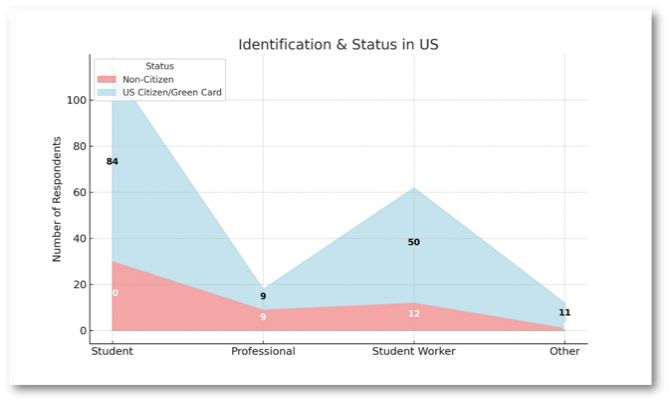 Identification & Status in US
Status
Non-Citizen
US Citizen/Green Card
Number of Respondents
100
80
60
40
20
0
84
0
9
9
50
12
11
Student
Professional
Student Worker
Other